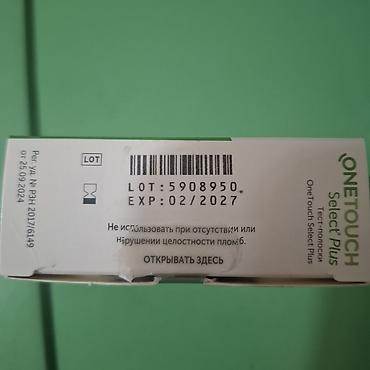 Рег. уд. № РЗН 2017/6149
от 25.09.2024
LOT
LOT:5908950
EXP:02/2027
Не использовать при отсутствии или
нарушении целостности пломб.
ОТКРЫВАТЬ ЗДЕСЬ
ONETOUCH
Select® Plus
Тест-полоски
OneTouch Select Plus